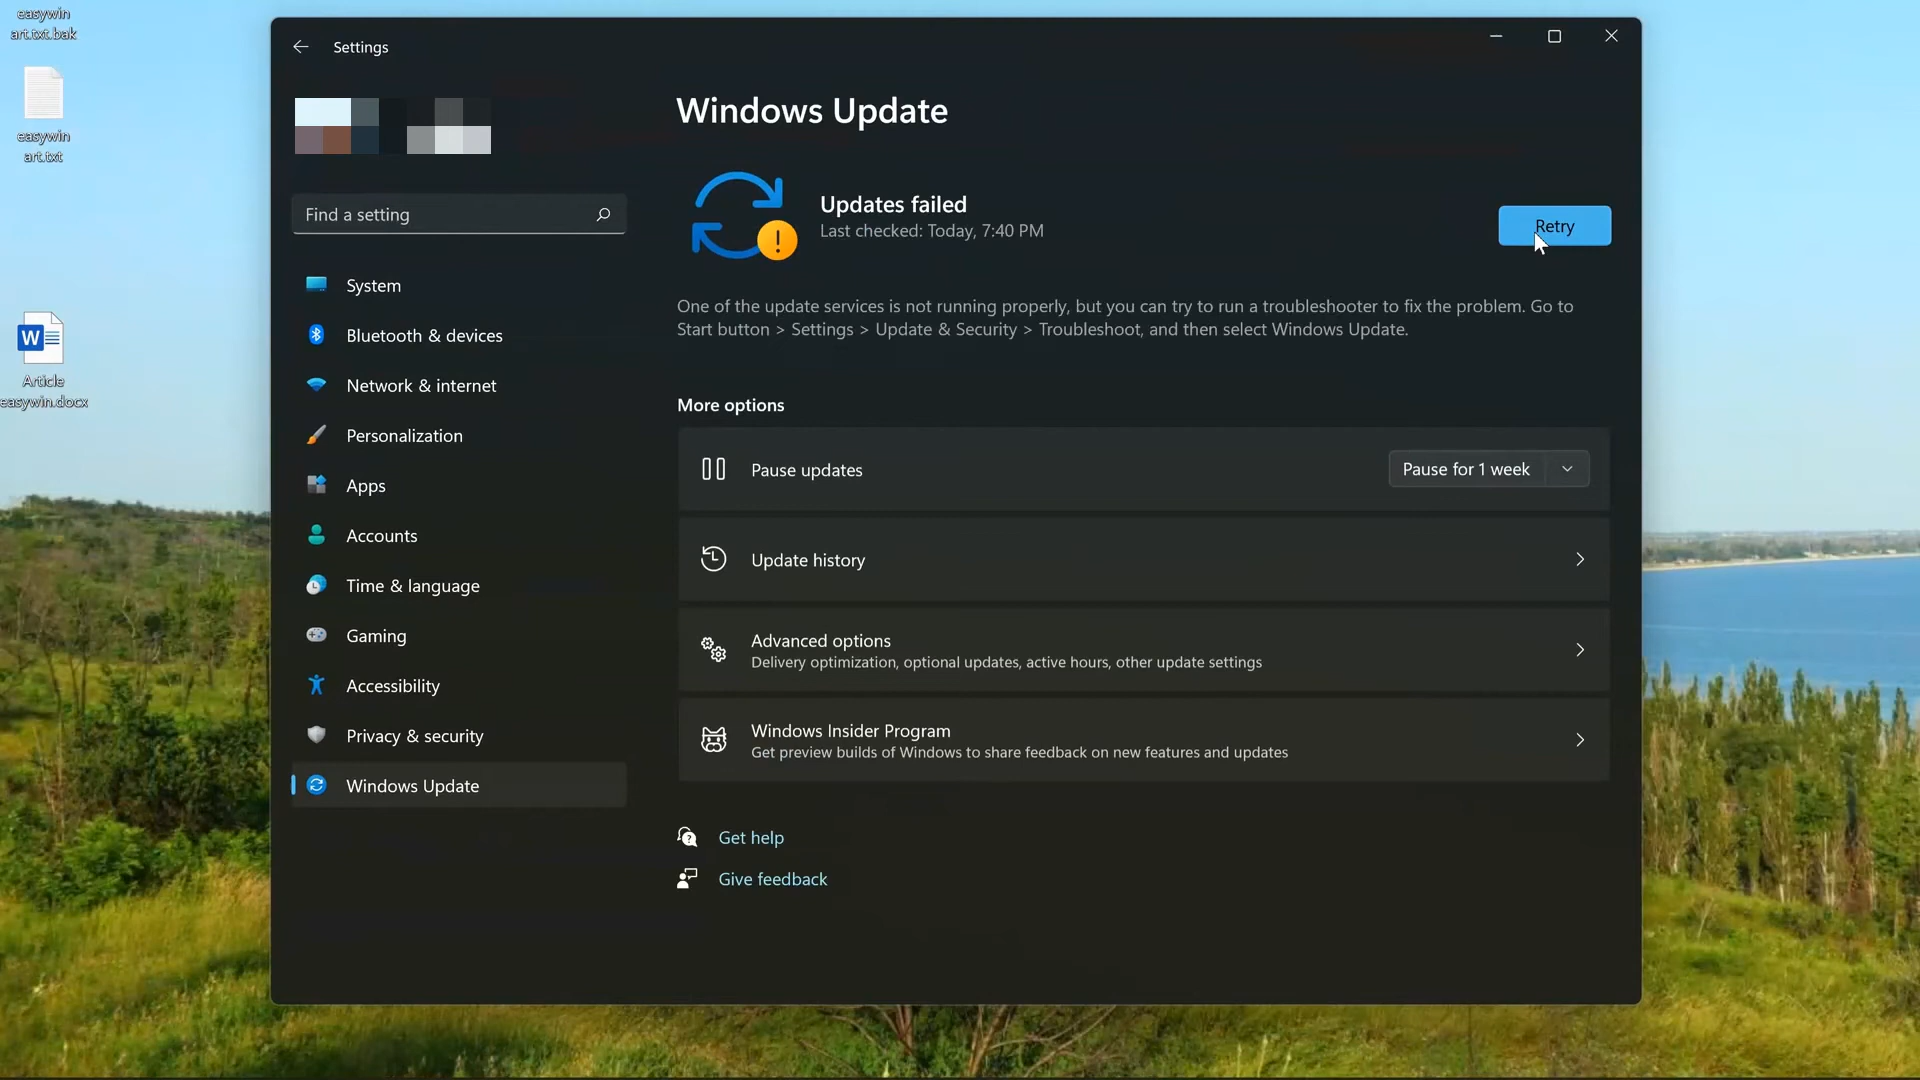 easywin
art.txt.bak
easywin
art.txt
W
Article
easywin.docx
Settings
Find a setting
System
Bluetooth & devices
Network & internet
Personalization
Apps
Accounts
Time & language
Gaming
Accessibility
Privacy & security
Windows Update
Windows Update
Updates failed
Last checked: Today, 7:40 PM
Retry
One of the update services is not running properly, but you can try to run a troubleshooter to fix the problem. Go to
Start button > Settings > Update & Security > Troubleshoot, and then select Windows Update.
More options
Pause updates
Pause for 1 week
Update history
Advanced options
Delivery optimization, optional updates, active hours, other update settings
Windows Insider Program
Get preview builds of Windows to share feedback on new features and updates
Get help
Give feedback